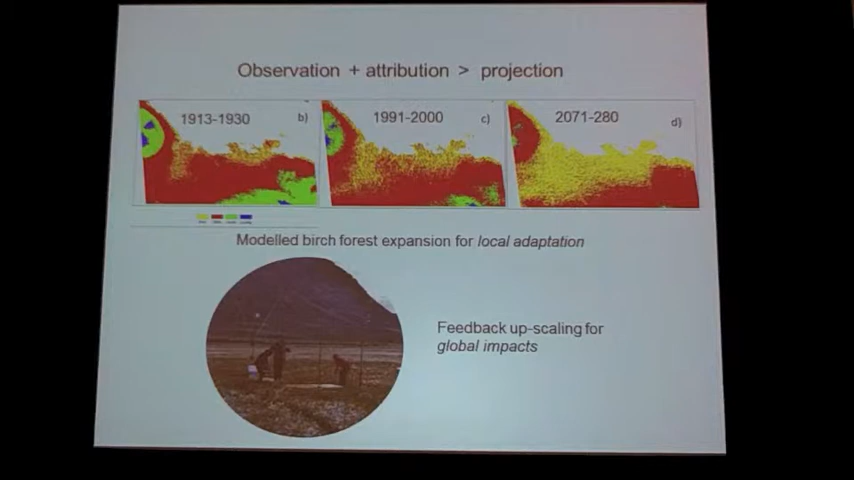 Observation + attribution > projection
1913-1930 b)
1991-2000 c)
2071-280 d)
Modelled birch forest expansion for local adaptation
Feedback up-scaling for
global impacts